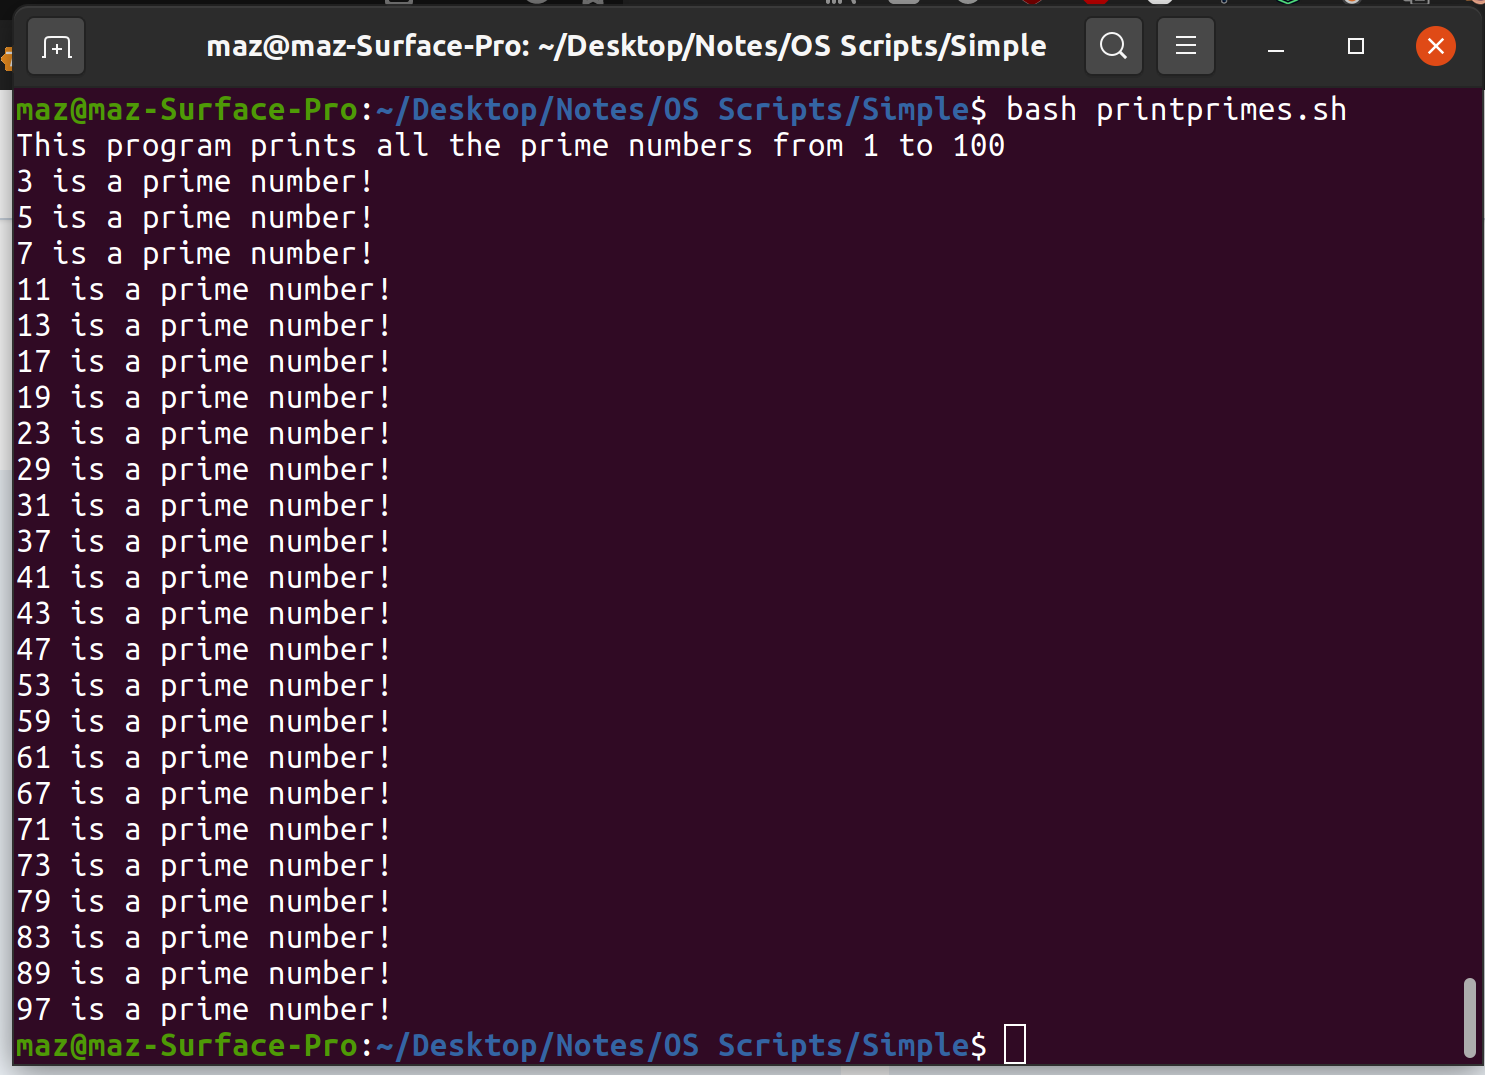 maz@maz-Surface-Pro: ~/Desktop/Notes/OS Scripts/Simple
maz@maz-Surface-Pro:~/Desktop/Notes/OS Scripts/Simple$ bash printprimes.sh
This program prints all the prime numbers from 1 to 100
3 is a prime number!
5 is a prime number!
7 is a prime number!
11 is a prime number!
13 is a prime number!
17 is a prime number!
19 is a prime number!
23 is a prime number!
29 is a prime number!
31 is a prime number!
37 is a prime number!
41 is a prime number!
43 is a prime number!
47 is a prime number!
53 is a prime number!
59 is a prime number!
61 is a prime number!
67 is a prime number!
71 is a prime number!
73 is a prime number!
79 is a prime number!
83 is a prime number!
89 is a prime number!
97 is a prime number!
maz@maz-Surface-Pro:~/Desktop/Notes/OS Scripts/Simple$